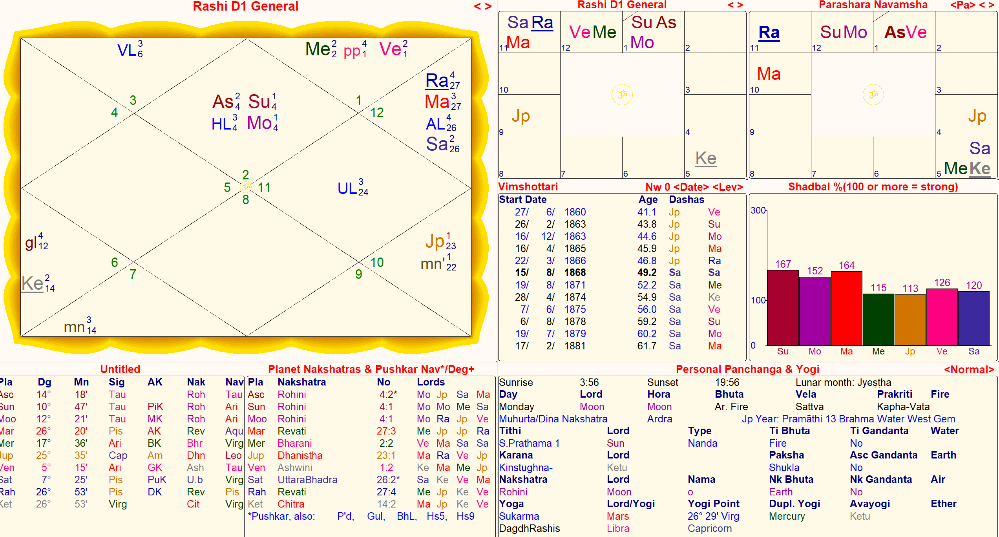 Rashi D1 General < >
VL 3 6
Me 2 2 pp 4 1 Ve 2 1
Ra 4 27
As 2 4 Su 1 4
Ma 3 27
HL 3 4 Mo 1 4
AL 4 26
Sa 2 26
3 1
4 12
2
5 ॐ 11
8
UL 3 24
gl 4 12
Jp 1 23
mn' 1 22
6 10
7 9
Ke 2 14
mn 3 14
Rashi D1 General < >
Sa Ra Ve Me Su As
Ma Mo
11 12 1 2
ॐ
10 3
Jp
9 4
Ke
8 7 6 5
Parashara Navamsha <Pa> < >
Ra Su Mo As Ve
11 12 1 2
Ma
ॐ
10 3
Jp
9 4
Sa
8 7 6 5 Me Ke
Vimshottari Nw 0 <Date> <Lev>
Start Date Age Dashas
27/ 6/ 1860 41.1 Jp Ve
26/ 2/ 1863 43.8 Jp Su
16/ 12/ 1863 44.6 Jp Mo
16/ 4/ 1865 45.9 Jp Ma
22/ 3/ 1866 46.8 Jp Ra
15/ 8/ 1868 49.2 Sa Sa
19/ 8/ 1871 52.2 Sa Me
28/ 4/ 1874 54.9 Sa Ke
7/ 6/ 1875 56.0 Sa Ve
6/ 8/ 1878 59.2 Sa Su
19/ 7/ 1879 60.2 Sa Mo
17/ 2/ 1881 61.7 Sa Ma
Shadbal %(100 or more = strong)
300
167 152 164 115 113 126 120
100
0
Su Mo Ma Me Jp Ve Sa
Untitled
Pla Dg Mn Sig AK Nak Nav
Asc 14° 18' Tau Roh Tau
Sun 10° 47' Tau PiK Roh Ari
Moo 12° 21' Tau MK Roh Ari
Mar 26° 20' Pis AK Rev Aqu
Mer 17° 36' Ari BK Bhr Virg
Jup 25° 35' Cap Am Dhn Leo
Ven 5° 15' Ari GK Ash Tau
Sat 7° 25' Pis PuK U.b Virg
Rah 26° 53' Pis DK Rev Pis
Ket 26° 53' Virg Cit Virg
Planet Nakshatras & Pushkar Nav*/Deg+
Pla Nakshatra No Lords
Asc Rohini 4:2* Mo Jp Sa Ma
Sun Rohini 4:1 Mo Mo Me Sa
Moo Rohini 4:1 Mo Ra Jp Ve
Mar Revati 27:3 Me Jp Jp Ra
Mer Bharani 2:2 Ve Ma Sa Sa
Jup Dhanistha 23:1 Ma Ra Ve Jp
Ven Ashwini 1:2 Ke Ma Me Jp
Sat UttaraBhadra 26:2* Sa Ke Ve Ma
Rah Revati 27:4 Me Jp Ke Ve
Ket Chitra 14:2 Ma Jp Ke Ve
*Pushkar, also: P'd, Gul, BhL, Hs5, Hs9
Personal Panchanga & Yogi <Normal>
Sunrise 3:56 Sunset 19:56 Lunar month: Jyeṣṭha
Day Lord Hora Bhuta Vela Prakriti Fire
Monday Moon Moon Ar. Fire Sattva Kapha-Vata
Muhurta/Dina Nakshatra Ardra Jp Year: Pramāthi 13 Brahma Water West Gem
Tithi Lord Type Ti Bhuta Ti Gandanta Water
S.Prathama 1 Sun Nanda Fire No
Karana Lord Paksha Asc Gandanta Earth
Kinstughna- Ketu Shukla No
Nakshatra Lord Nama Nk Bhuta Nk Gandanta Air
Rohini Moon o Earth No
Yoga Lord/Yogi Yogi Point Dupl. Yogi Avayogi Ether
Sukarma Mars 26° 29' Virg Mercury Ketu
DagdhRashis Libra Capricorn